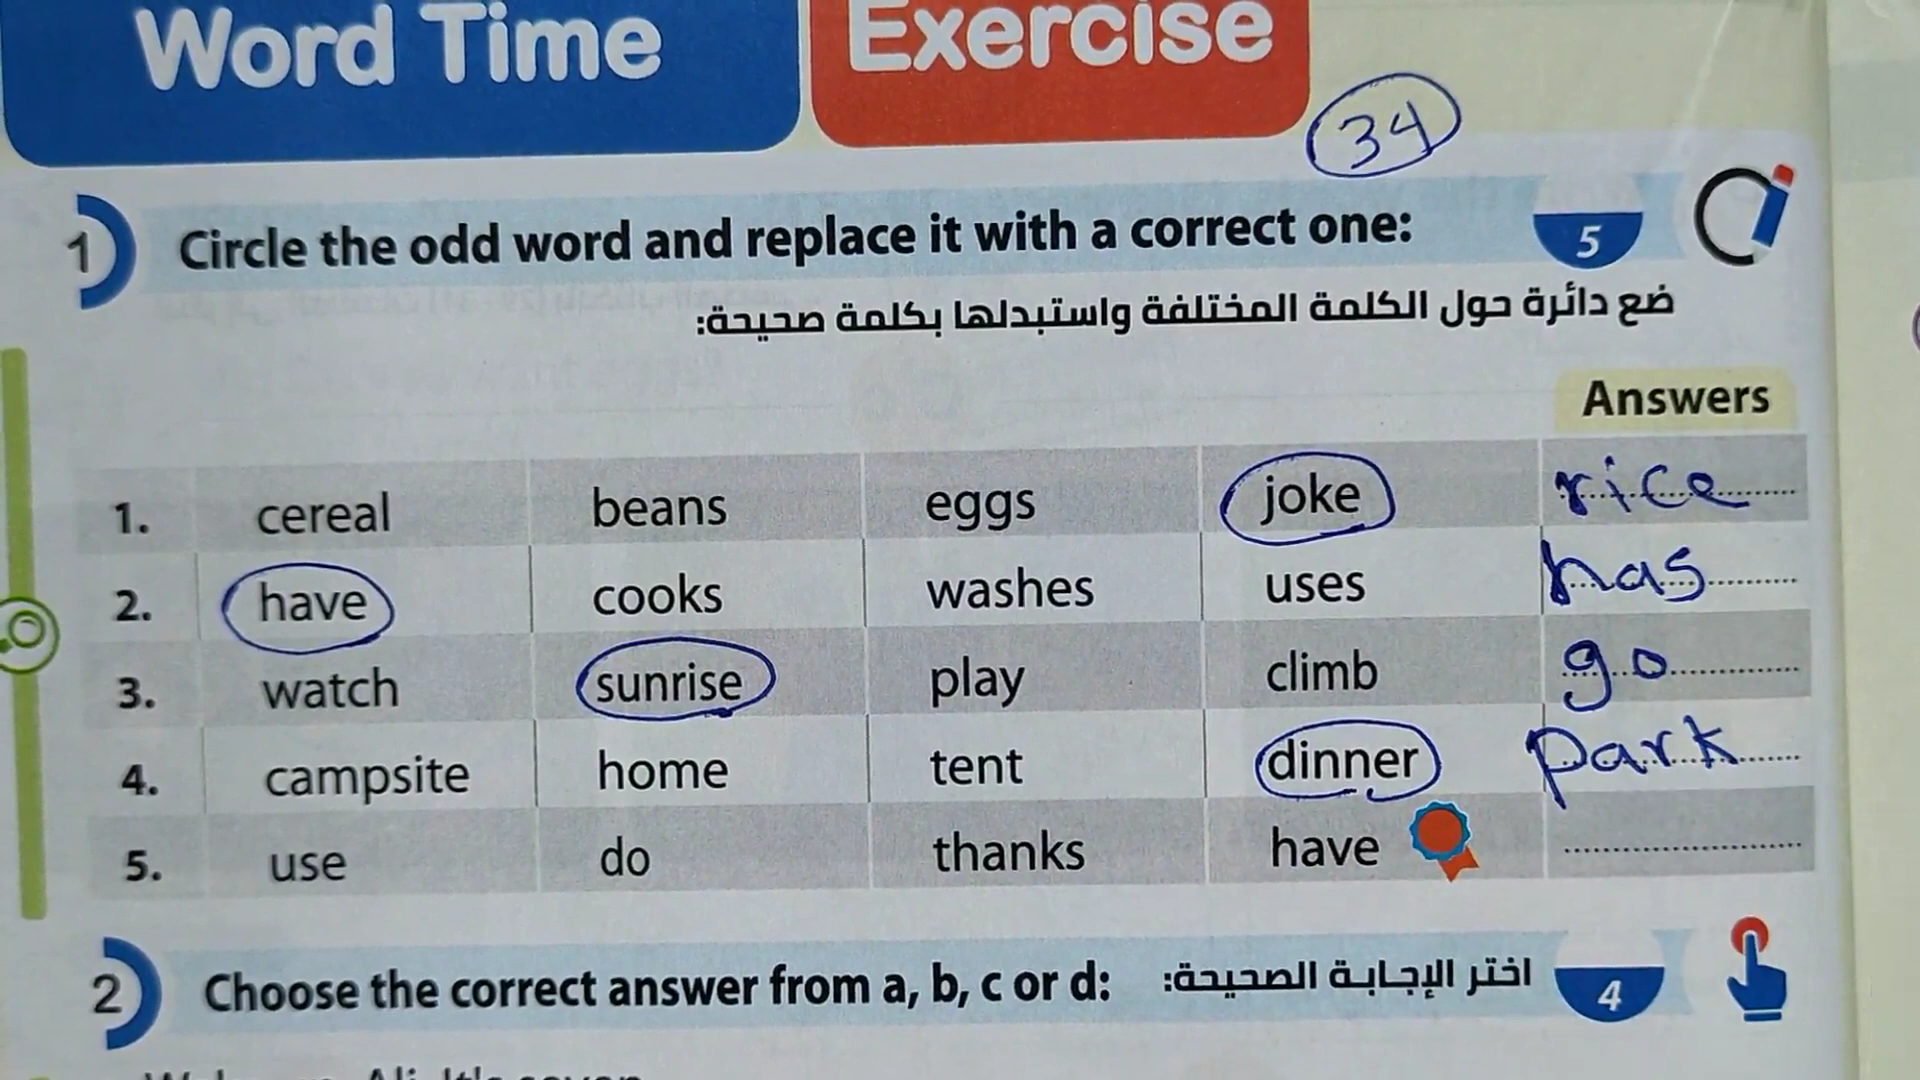 Word Time Exercise
34
1 Circle the odd word and replace it with a correct one: 5
ضع دائرة حول الكلمة المختلفة واستبدلها بكلمة صحيحة:
Answers
1. cereal beans eggs joke rice
2. have cooks washes uses has
3. watch sunrise play climb go
4. campsite home tent dinner park
5. use do thanks have
2 Choose the correct answer from a, b, c or d: اختر الإجابة الصحيحة: 4